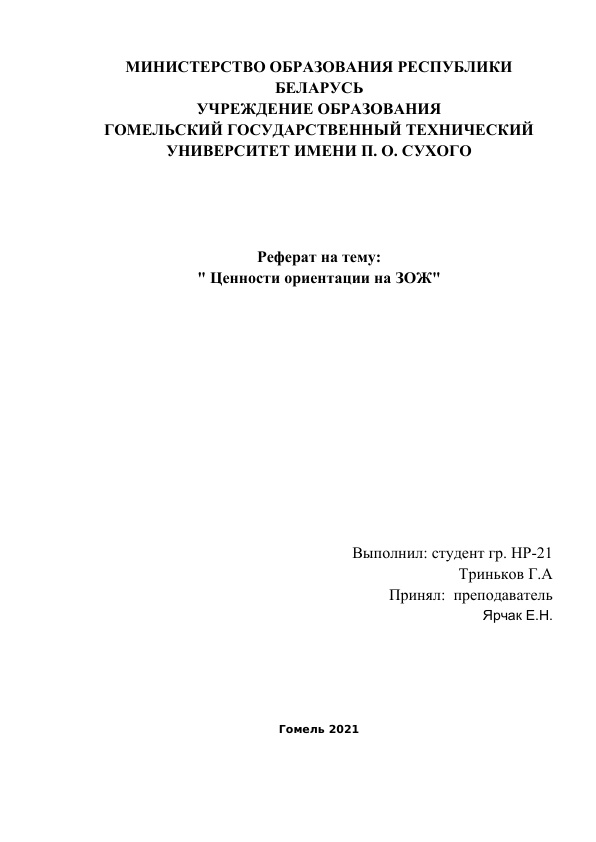 МИНИСТЕРСТВО ОБРАЗОВАНИЯ РЕСПУБЛИКИ
БЕЛАРУСЬ
УЧРЕЖДЕНИЕ ОБРАЗОВАНИЯ
ГОМЕЛЬСКИЙ ГОСУДАРСТВЕННЫЙ ТЕХНИЧЕСКИЙ
УНИВЕРСИТЕТ ИМЕНИ П. О. СУХОГО
Реферат на тему:
" Ценности ориентации на ЗОЖ"
Выполнил: студент гр. НР-21
Триньков Г.А
Принял:  преподаватель
Ярчак Е.Н.
Гомель 2021